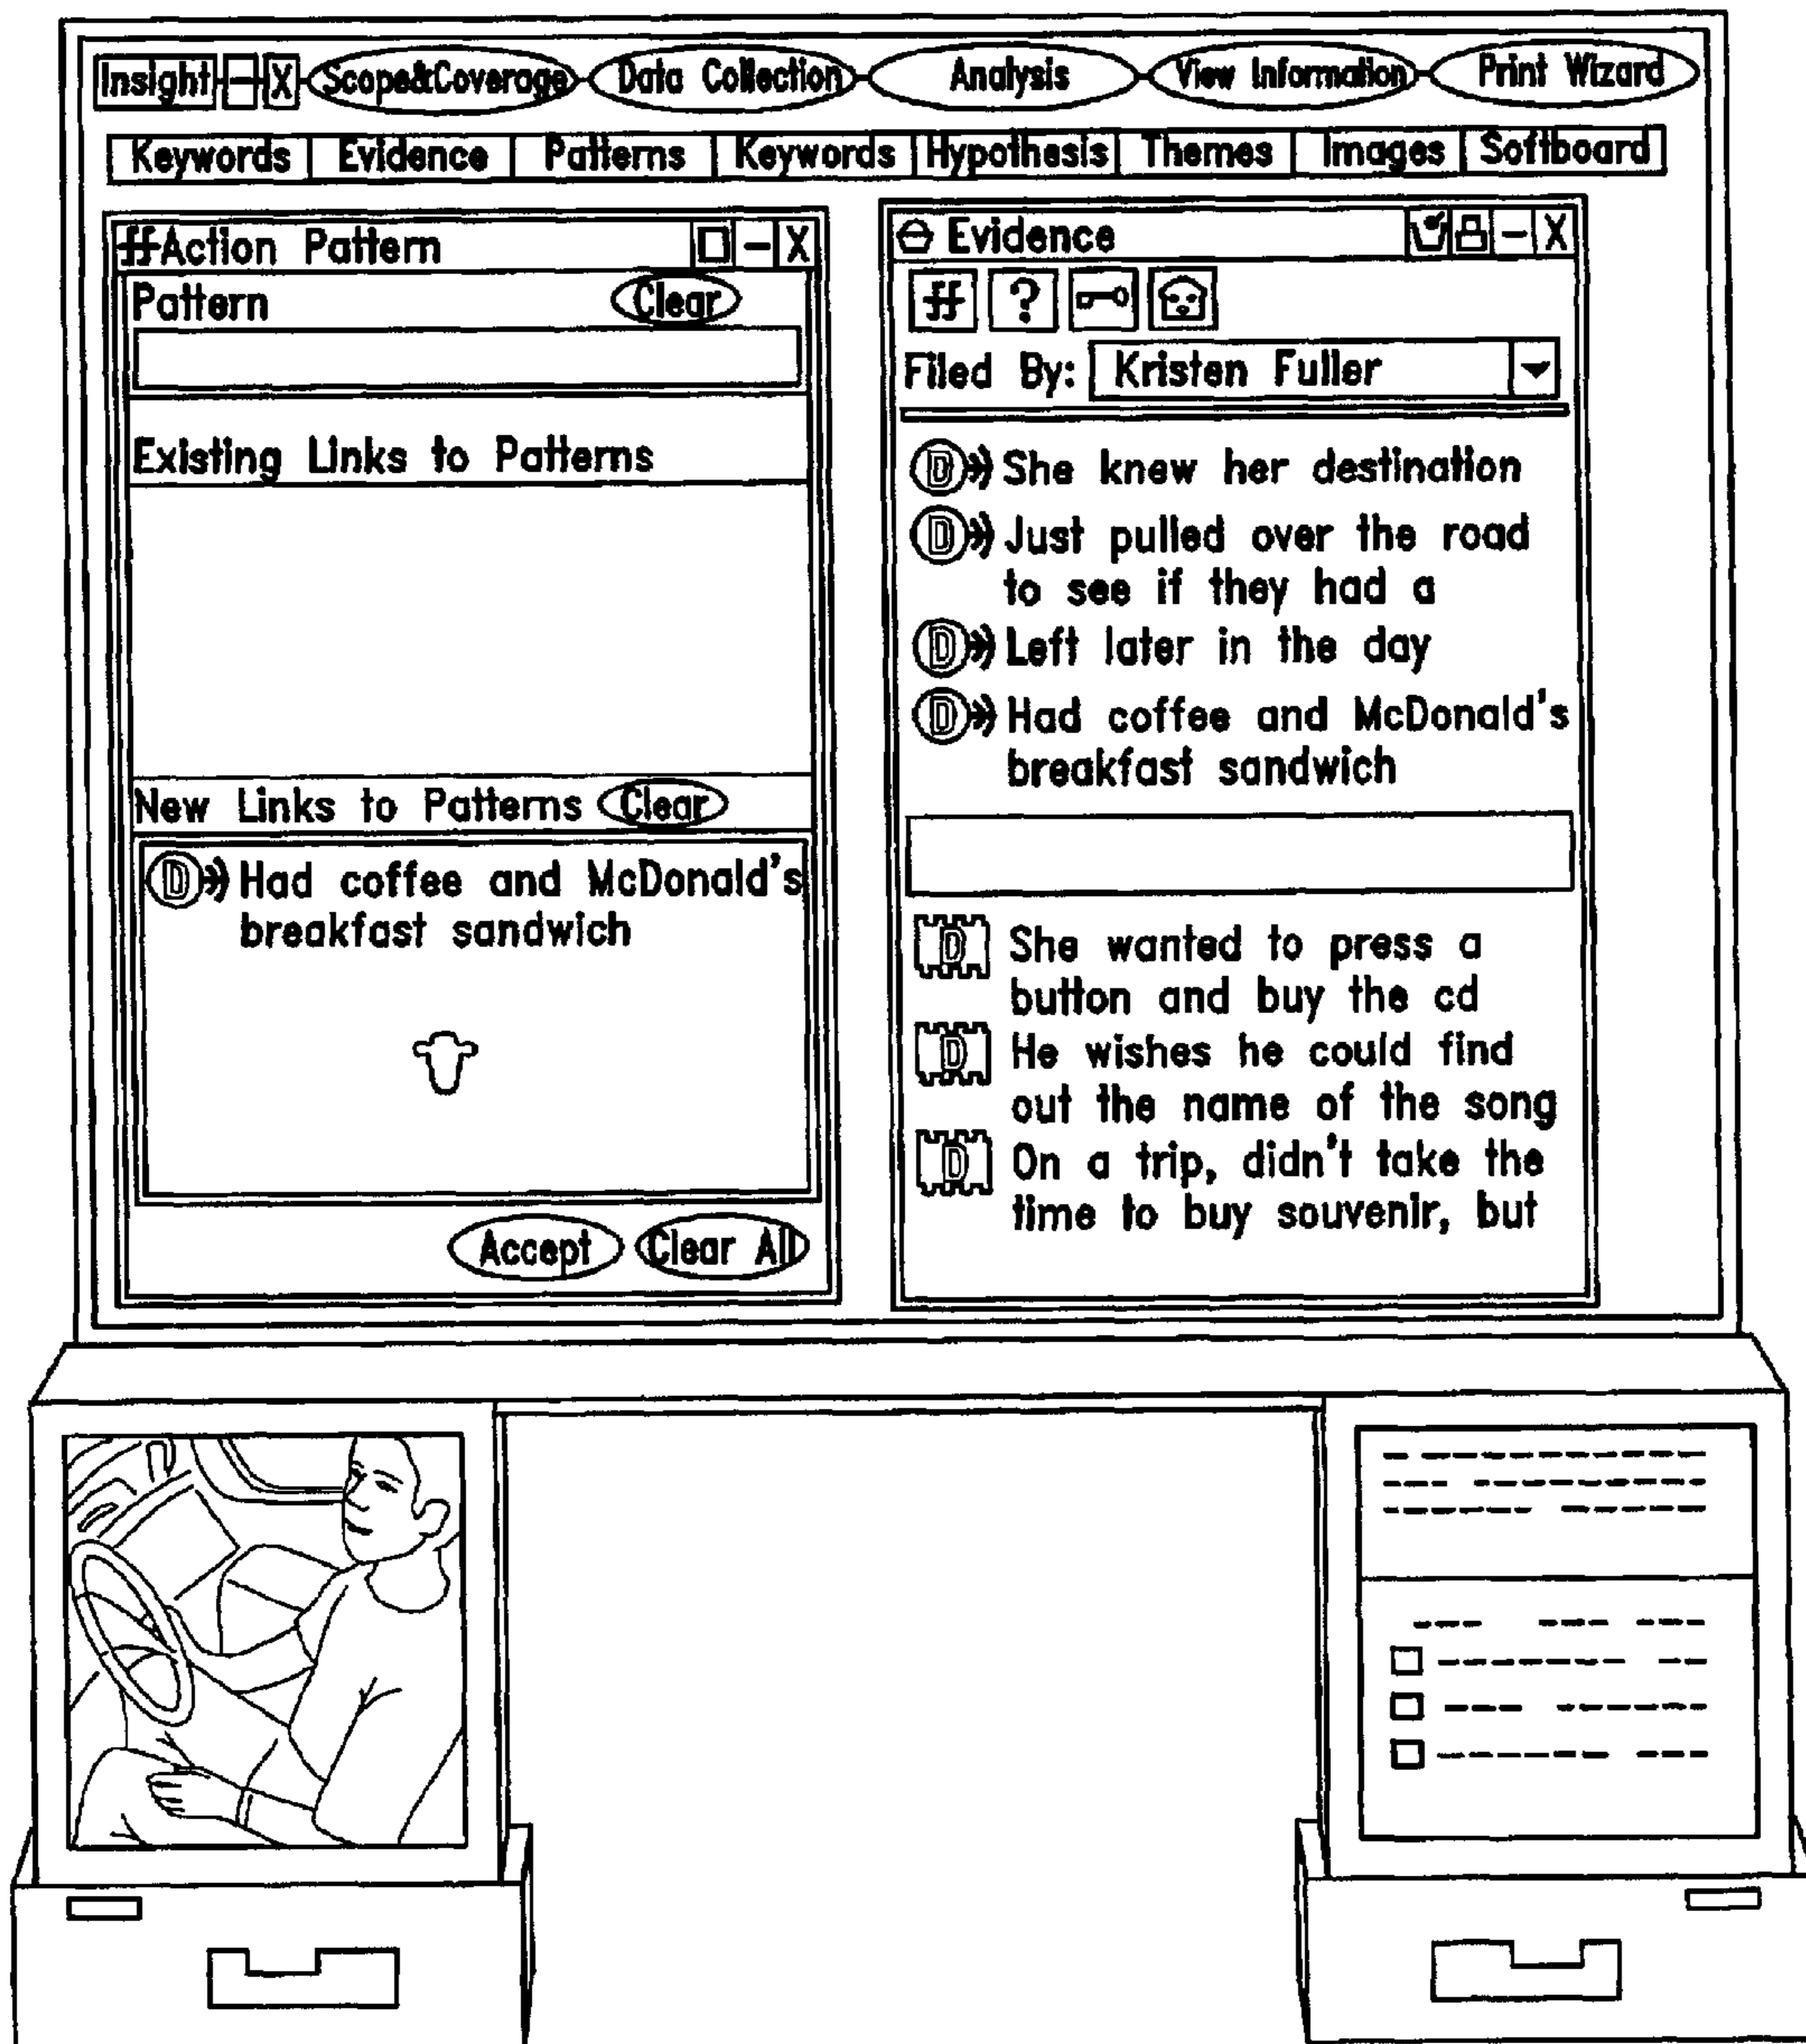 Insight — X Scope&Coverage Data Collection Analysis View Information Print Wizard
Keywords Evidence Patterns Keywords Hypothesis Themes Images Softboard
ff Action Pattern — X
Pattern Clear
Existing Links to Patterns
New Links to Patterns Clear
D Had coffee and McDonald's
breakfast sandwich
Accept Clear All
Evidence — X
ff ?
Filed By: Kristen Fuller
D She knew her destination
D Just pulled over the road
to see if they had a
D Left later in the day
D Had coffee and McDonald's
breakfast sandwich
D She wanted to press a
button and buy the cd
D He wishes he could find
out the name of the song
D On a trip, didn't take the
time to buy souvenir, but